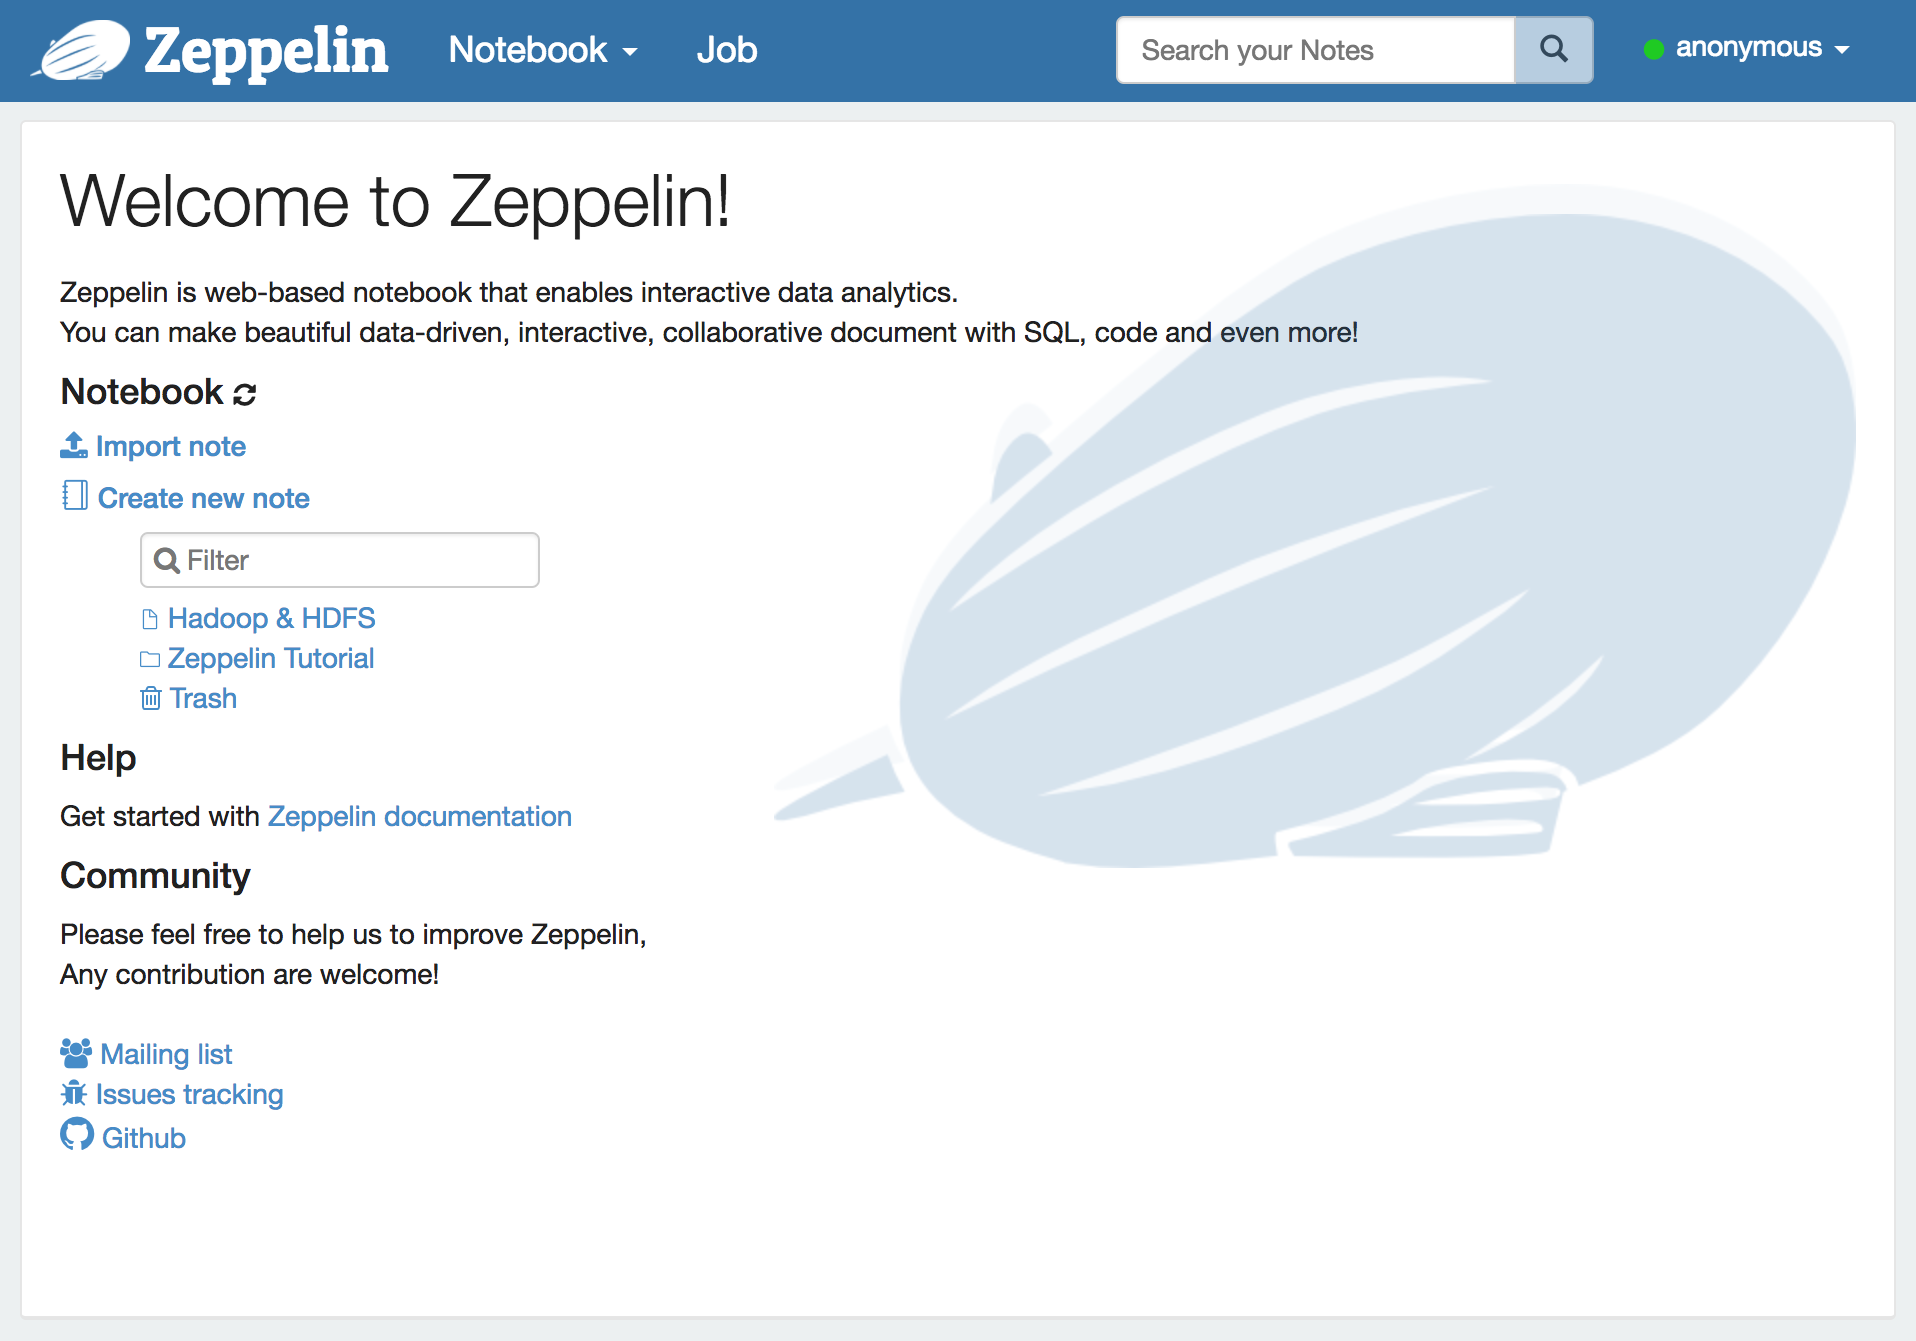 Zeppelin Notebook Job Search your Notes anonymous
Welcome to Zeppelin!
Zeppelin is web-based notebook that enables interactive data analytics.
You can make beautiful data-driven, interactive, collaborative document with SQL, code and even more!
Notebook
Import note
Create new note
Filter
Hadoop & HDFS
Zeppelin Tutorial
Trash
Help
Get started with Zeppelin documentation
Community
Please feel free to help us to improve Zeppelin,
Any contribution are welcome!
Mailing list
Issues tracking
Github